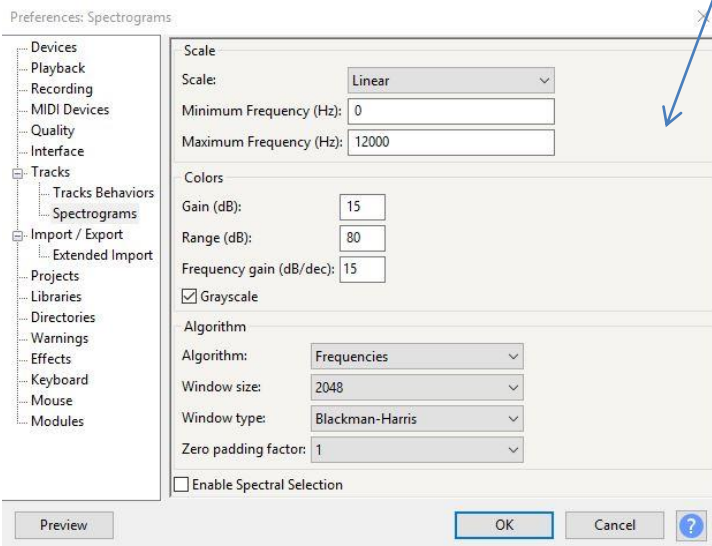 Preferences: Spectrograms
Devices
Playback
Recording
MIDI Devices
Quality
Interface
Tracks
Tracks Behaviors
Spectrograms
Import / Export
Extended Import
Projects
Libraries
Directories
Warnings
Effects
Keyboard
Mouse
Modules
Scale
Scale: Linear
Minimum Frequency (Hz): 0
Maximum Frequency (Hz): 12000
Colors
Gain (dB): 15
Range (dB): 80
Frequency gain (dB/dec): 15
Grayscale
Algorithm
Algorithm: Frequencies
Window size: 2048
Window type: Blackman-Harris
Zero padding factor: 1
Enable Spectral Selection
Preview OK Cancel ?